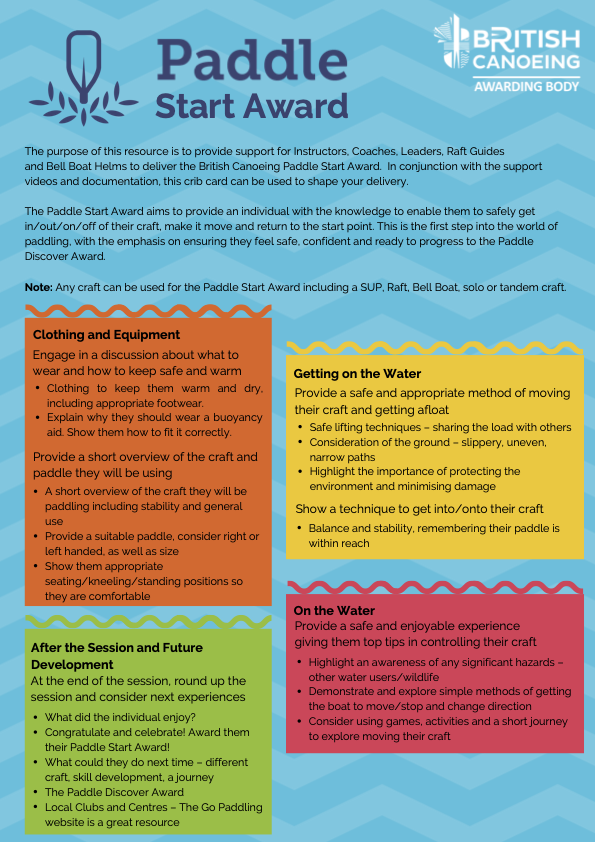 Paddle
Start Award
BRITISH
CANOEING
AWARDING BODY
The purpose of this resource is to provide support for Instructors, Coaches, Leaders, Raft Guides
and Bell Boat Helms to deliver the British Canoeing Paddle Start Award. In conjunction with the support
videos and documentation, this crib card can be used to shape your delivery.
The Paddle Start Award aims to provide an individual with the knowledge to enable them to safely get
in/out/on/off of their craft, make it move and return to the start point. This is the first step into the world of
paddling, with the emphasis on ensuring they feel safe, confident and ready to progress to the Paddle
Discover Award.
Note: Any craft can be used for the Paddle Start Award including a SUP, Raft, Bell Boat, solo or tandem craft.
Clothing and Equipment
Engage in a discussion about what to
wear and how to keep safe and warm
• Clothing to keep them warm and dry,
including appropriate footwear.
• Explain why they should wear a buoyancy
aid. Show them how to fit it correctly.
Provide a short overview of the craft and
paddle they will be using
• A short overview of the craft they will be
paddling including stability and general
use
• Provide a suitable paddle, consider right or
left handed, as well as size
• Show them appropriate
seating/kneeling/standing positions so
they are comfortable
Getting on the Water
Provide a safe and appropriate method of moving
their craft and getting afloat
• Safe lifting techniques – sharing the load with others
• Consideration of the ground – slippery, uneven,
narrow paths
• Highlight the importance of protecting the
environment and minimising damage
Show a technique to get into/onto their craft
• Balance and stability, remembering their paddle is
within reach
On the Water
Provide a safe and enjoyable experience
giving them top tips in controlling their craft
• Highlight an awareness of any significant hazards –
other water users/wildlife
• Demonstrate and explore simple methods of getting
the boat to move/stop and change direction
• Consider using games, activities and a short journey
to explore moving their craft
After the Session and Future
Development
At the end of the session, round up the
session and consider next experiences
• What did the individual enjoy?
• Congratulate and celebrate! Award them
their Paddle Start Award!
• What could they do next time – different
craft, skill development, a journey
• The Paddle Discover Award
• Local Clubs and Centres – The Go Paddling
website is a great resource